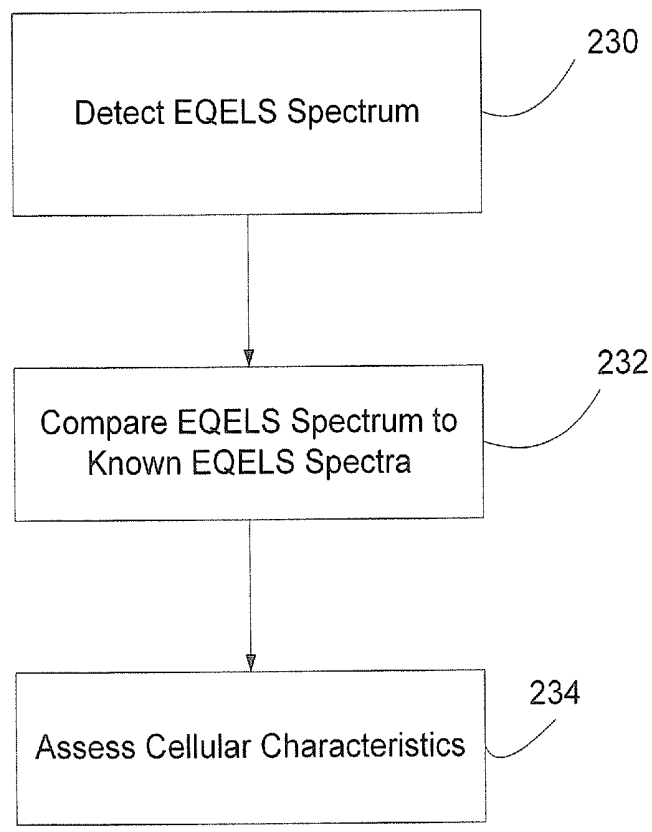 230
Detect EQELS Spectrum
232
Compare EQELS Spectrum to
Known EQELS Spectra
234
Assess Cellular Characteristics